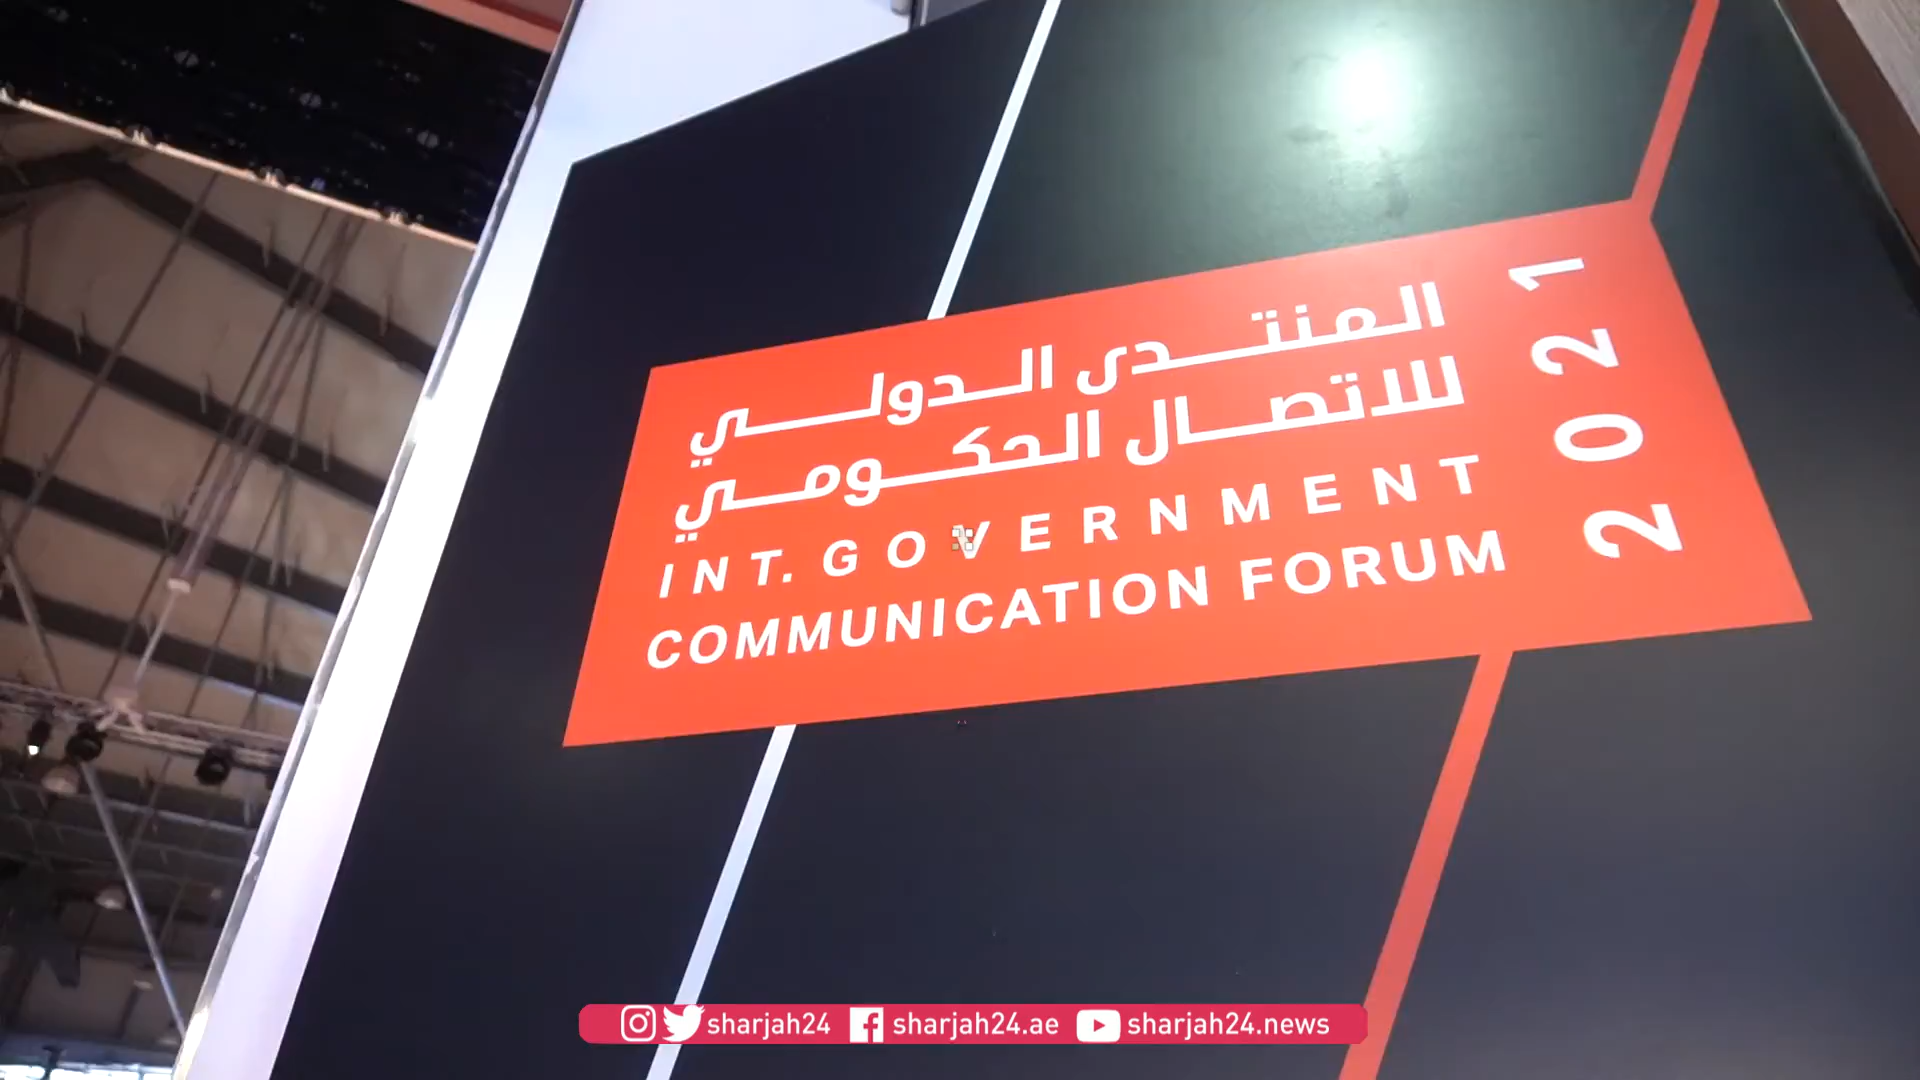 المنتدى الدولي
للاتصال الحكومي
INT. GOVERNMENT
COMMUNICATION FORUM
2021
sharjah24 sharjah24.ae sharjah24.news